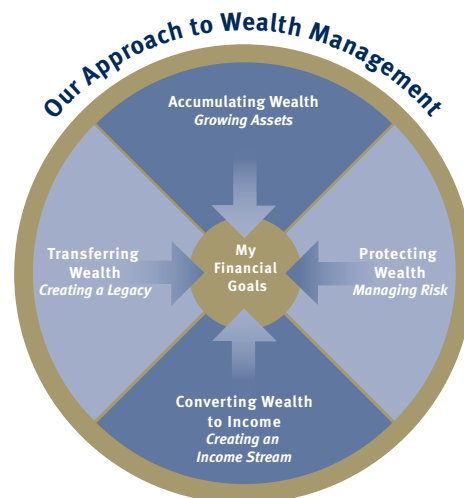 Our Approach to Wealth Management
Accumulating Wealth
Growing Assets
Transferring
Wealth
Creating a Legacy
My
Financial
Goals
Protecting
Wealth
Managing Risk
Converting Wealth
to Income
Creating an
Income Stream